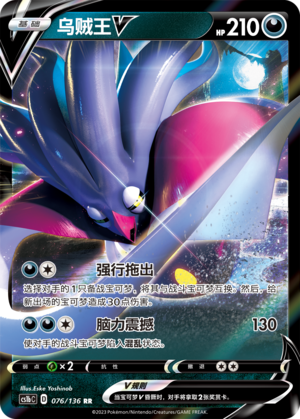 基础
乌贼王V
HP 210
强行拖出
选择对手的1只备战宝可梦,将其与战斗宝可梦互换。然后,给
新出场的宝可梦造成30点伤害。
脑力震撼 130
使对手的战斗宝可梦陷入混乱状态。
弱点 ×2 抗性 撤退
Illus.Eske Yoshinob
V规则
当宝可梦V昏厥时,对手将拿取2张奖赏卡。
cs1bC D 076/136 RR
©2023 Pokémon/Nintendo/Creatures/GAME FREAK.